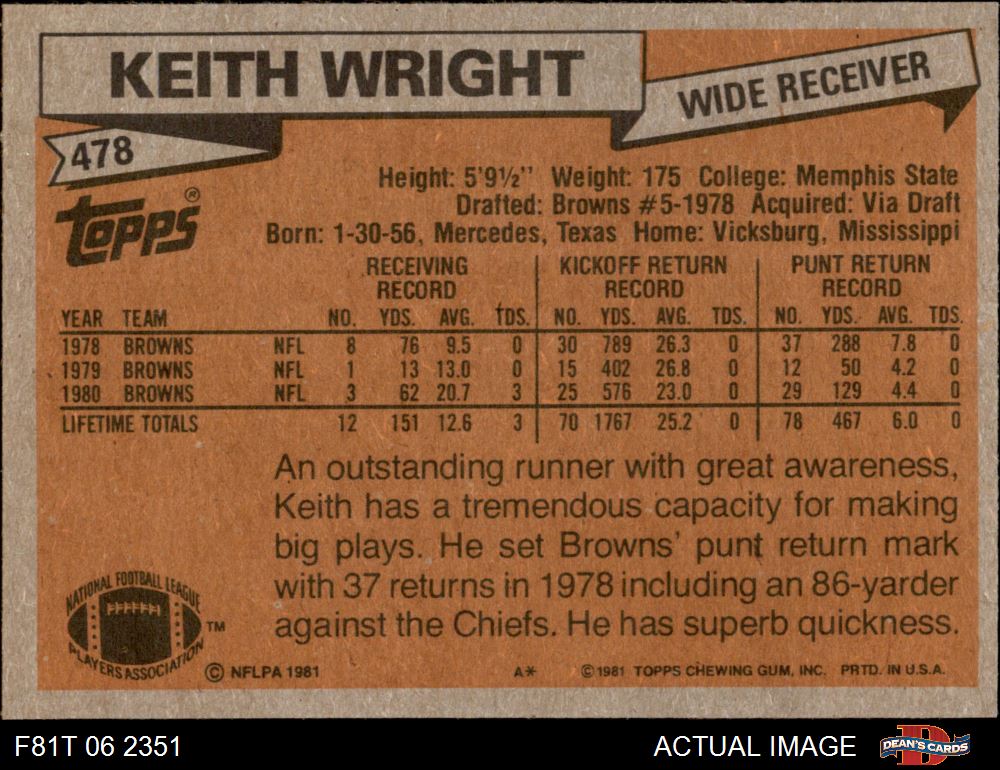 KEITH WRIGHT
WIDE RECEIVER
478
topps®
Height: 5'9½'' Weight: 175 College: Memphis State
Drafted: Browns #5-1978 Acquired: Via Draft
Born: 1-30-56, Mercedes, Texas Home: Vicksburg, Mississippi
RECEIVING RECORD KICKOFF RETURN RECORD PUNT RETURN RECORD
YEAR TEAM NO. YDS. AVG. TDS. NO. YDS. AVG. TDS. NO. YDS. AVG. TDS.
1978 BROWNS NFL 8 76 9.5 0 30 789 26.3 0 37 288 7.8 0
1979 BROWNS NFL 1 13 13.0 0 15 402 26.8 0 12 50 4.2 0
1980 BROWNS NFL 3 62 20.7 3 25 576 23.0 0 29 129 4.4 0
LIFETIME TOTALS 12 151 12.6 3 70 1767 25.2 0 78 467 6.0 0
An outstanding runner with great awareness,
Keith has a tremendous capacity for making
big plays. He set Browns' punt return mark
with 37 returns in 1978 including an 86-yarder
against the Chiefs. He has superb quickness.
NATIONAL FOOTBALL LEAGUE
PLAYERS ASSOCIATION
TM
© NFLPA 1981 A* © 1981 TOPPS CHEWING GUM, INC. PRTD. IN U.S.A.
F81T 06 2351 ACTUAL IMAGE DEAN'S CARDS